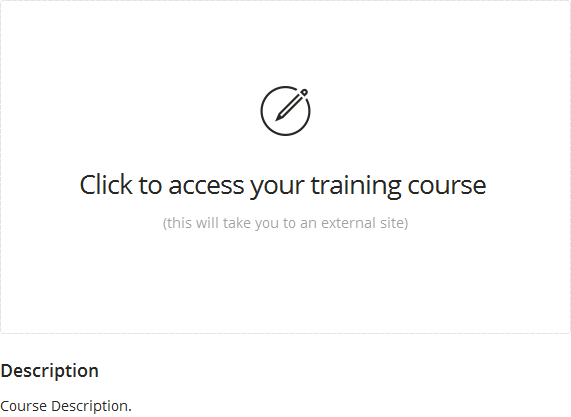 Click to access your training course
(this will take you to an external site)
Description
Course Description.